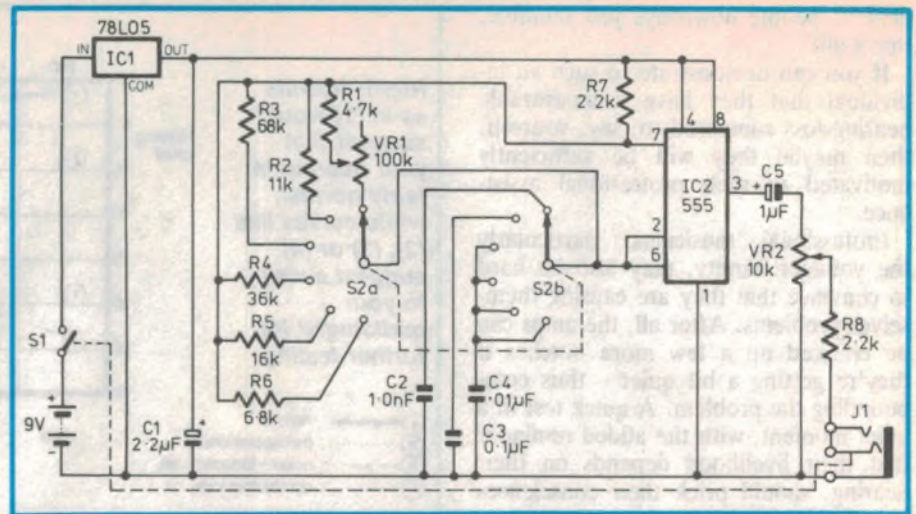 78L05
IN
IC1
OUT
COM
R3
68k
R2
11k
R1
4·7k
VR1
100k
R4
36k
R5
16k
R6
6·8k
S2a
S2b
R7
2·2k
7
4
8
IC2
555
3
2
6
1
C5
1µF
VR2
10k
R8
2·2k
J1
S1
9V
+
-
C1
2·2µF
+
C2
1·0nF
C4
·01µF
C3
0·1µF